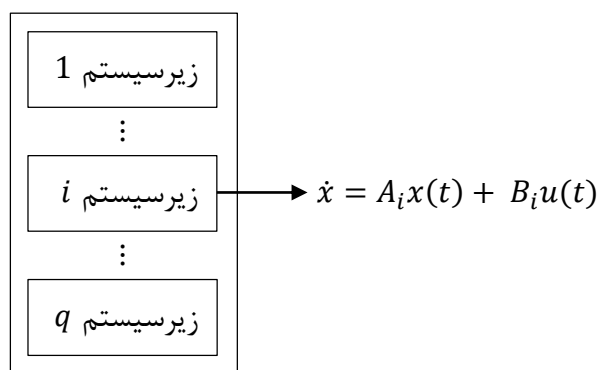 زیرسیستم 1
⋮
زیرسیستم i
ẋ = A_i x(t) + B_i u(t)
⋮
زیرسیستم q